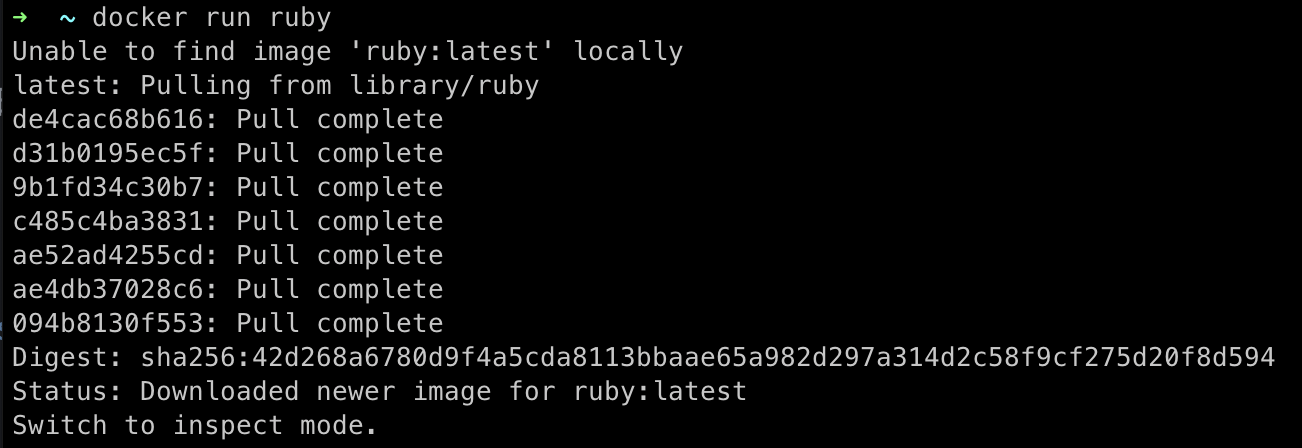 ➜  ~ docker run ruby
Unable to find image 'ruby:latest' locally
latest: Pulling from library/ruby
de4cac68b616: Pull complete
d31b0195ec5f: Pull complete
9b1fd34c30b7: Pull complete
c485c4ba3831: Pull complete
ae52ad4255cd: Pull complete
ae4db37028c6: Pull complete
094b8130f553: Pull complete
Digest: sha256:42d268a6780d9f4a5cda8113bbaae65a982d297a314d2c58f9cf275d20f8d594
Status: Downloaded newer image for ruby:latest
Switch to inspect mode.